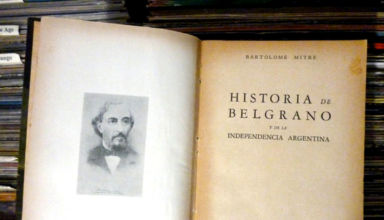 BARTOLOMÉ MITRE
HISTORIA DE
BELGRANO
Y DE LA
INDEPENDENCIA ARGENTINA